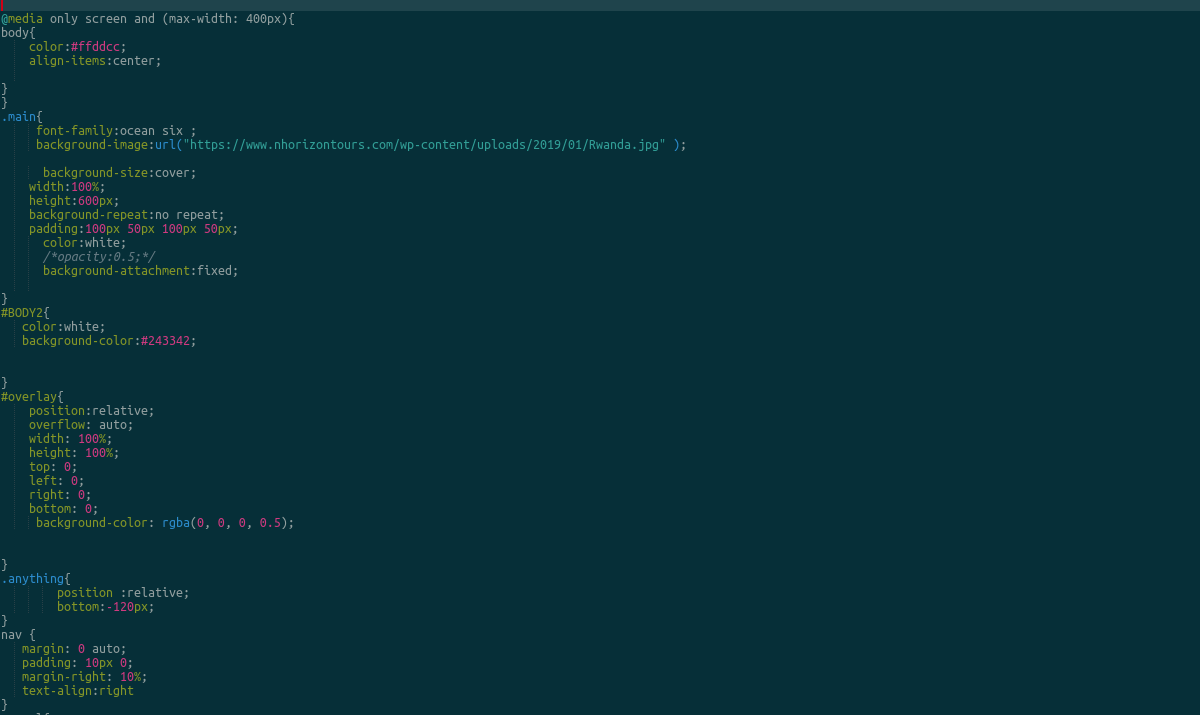 @media only screen and (max-width: 400px){
body{
    color:#ffddcc;
    align-items:center;
}
}
.main{
     font-family:ocean six ;
     background-image:url("https://www.nhorizontours.com/wp-content/uploads/2019/01/Rwanda.jpg" );
      background-size:cover;
    width:100%;
    height:600px;
    background-repeat:no repeat;
    padding:100px 50px 100px 50px;
      color:white;
      /*opacity:0.5;*/
      background-attachment:fixed;
}
#BODY2{
   color:white;
   background-color:#243342;
}
#overlay{
    position:relative;
    overflow: auto;
    width: 100%;
    height: 100%;
    top: 0;
    left: 0;
    right: 0;
    bottom: 0;
     background-color: rgba(0, 0, 0, 0.5);
}
.anything{
        position :relative;
        bottom:-120px;
}
nav {
   margin: 0 auto;
   padding: 10px 0;
   margin-right: 10%;
   text-align:right
}